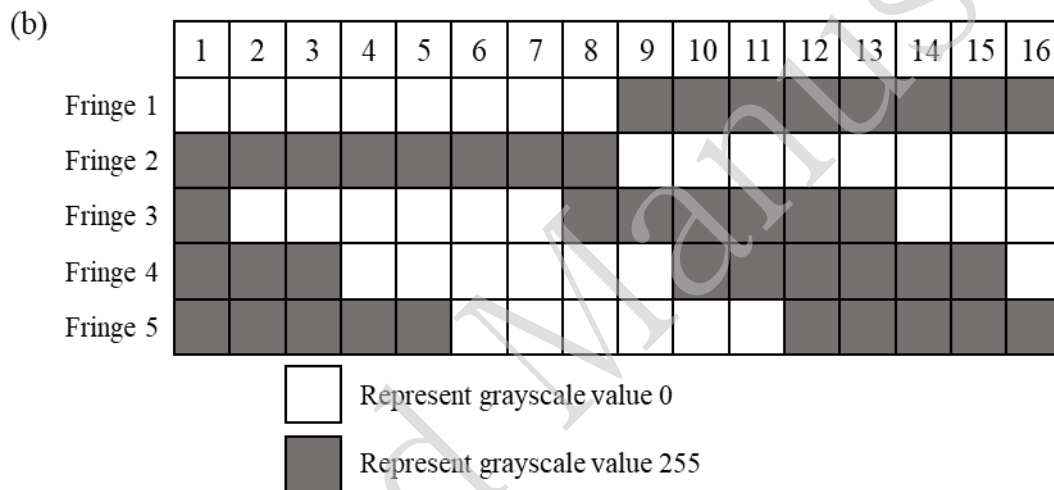 (b)
1 2 3 4 5 6 7 8 9 10 11 12 13 14 15 16
Fringe 1
Fringe 2
Fringe 3
Fringe 4
Fringe 5
Represent grayscale value 0
Represent grayscale value 255
d Manus